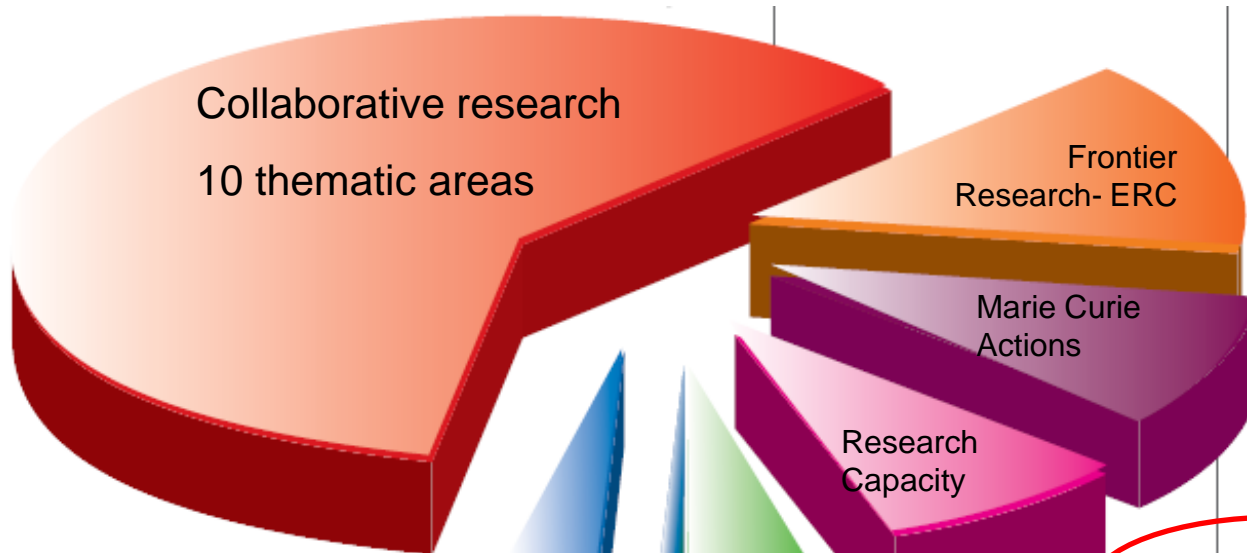 Collaborative research
10 thematic areas
Frontier
Research- ERC
Marie Curie
Actions
Research
Capacity